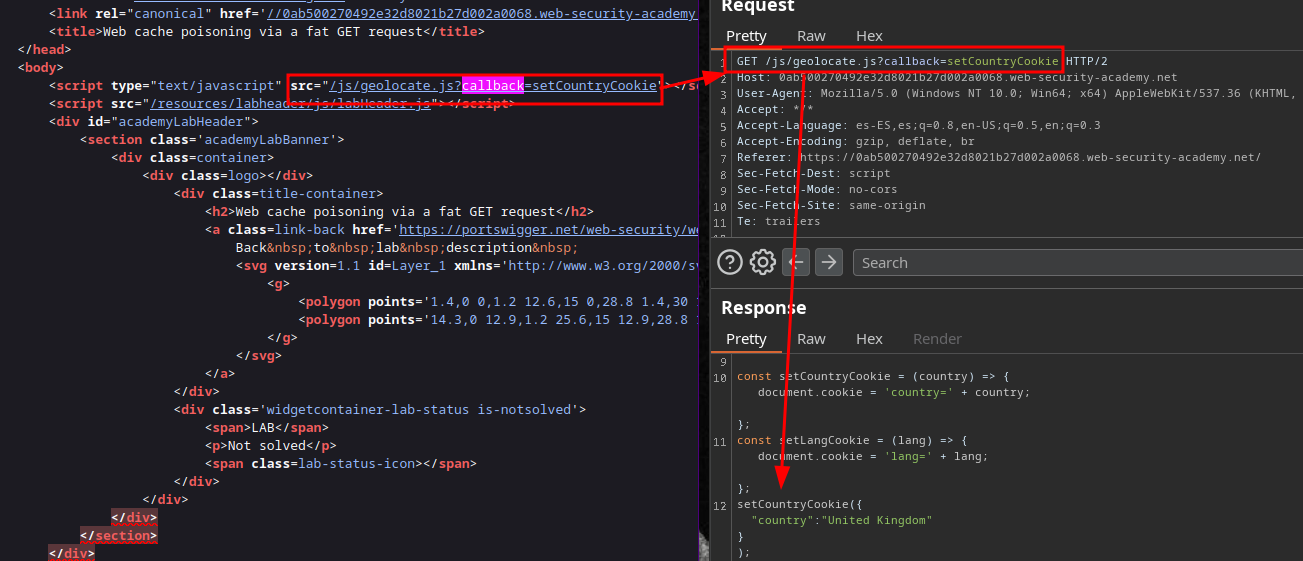 <link rel="canonical" href='//0ab500270492e32d8021b27d002a0068.web-security-academy
<title>Web cache poisoning via a fat GET request</title>
</head>
<body>
<script type="text/javascript" src="/js/geolocate.js?callback=setCountryCookie"></s
<script src="/resources/labheader/js/labHeader.js"></script>
<div id="academyLabHeader">
<section class='academyLabBanner'>
<div class=container>
<div class=logo></div>
<div class=title-container>
<h2>Web cache poisoning via a fat GET request</h2>
<a class=link-back href='https://portswigger.net/web-security/we
Back&nbsp;to&nbsp;lab&nbsp;description&nbsp;
<svg version=1.1 id=Layer_1 xmlns='http://www.w3.org/2000/sv
<g>
<polygon points='1.4,0 0,1.2 12.6,15 0,28.8 1.4,30
<polygon points='14.3,0 12.9,1.2 25.6,15 12.9,28.8
</g>
</svg>
</a>
</div>
<div class='widgetcontainer-lab-status is-notsolved'>
<span>LAB</span>
<p>Not solved</p>
<span class=lab-status-icon></span>
</div>
</div>
</div>
</section>
</div>
Request
Pretty Raw Hex
1 GET /js/geolocate.js?callback=setCountryCookie HTTP/2
2 Host: 0ab500270492e32d8021b27d002a0068.web-security-academy.net
3 User-Agent: Mozilla/5.0 (Windows NT 10.0; Win64; x64) AppleWebKit/537.36 (KHTML,
4 Accept: */*
5 Accept-Language: es-ES,es;q=0.8,en-US;q=0.5,en;q=0.3
6 Accept-Encoding: gzip, deflate, br
7 Referer: https://0ab500270492e32d8021b27d002a0068.web-security-academy.net/
8 Sec-Fetch-Dest: script
9 Sec-Fetch-Mode: no-cors
10 Sec-Fetch-Site: same-origin
11 Te: trailers
Search
Response
Pretty Raw Hex Render
9
10 const setCountryCookie = (country) => {
document.cookie = 'country=' + country;
};
11 const setLangCookie = (lang) => {
document.cookie = 'lang=' + lang;
};
12 setCountryCookie({
"country":"United Kingdom"
}
);